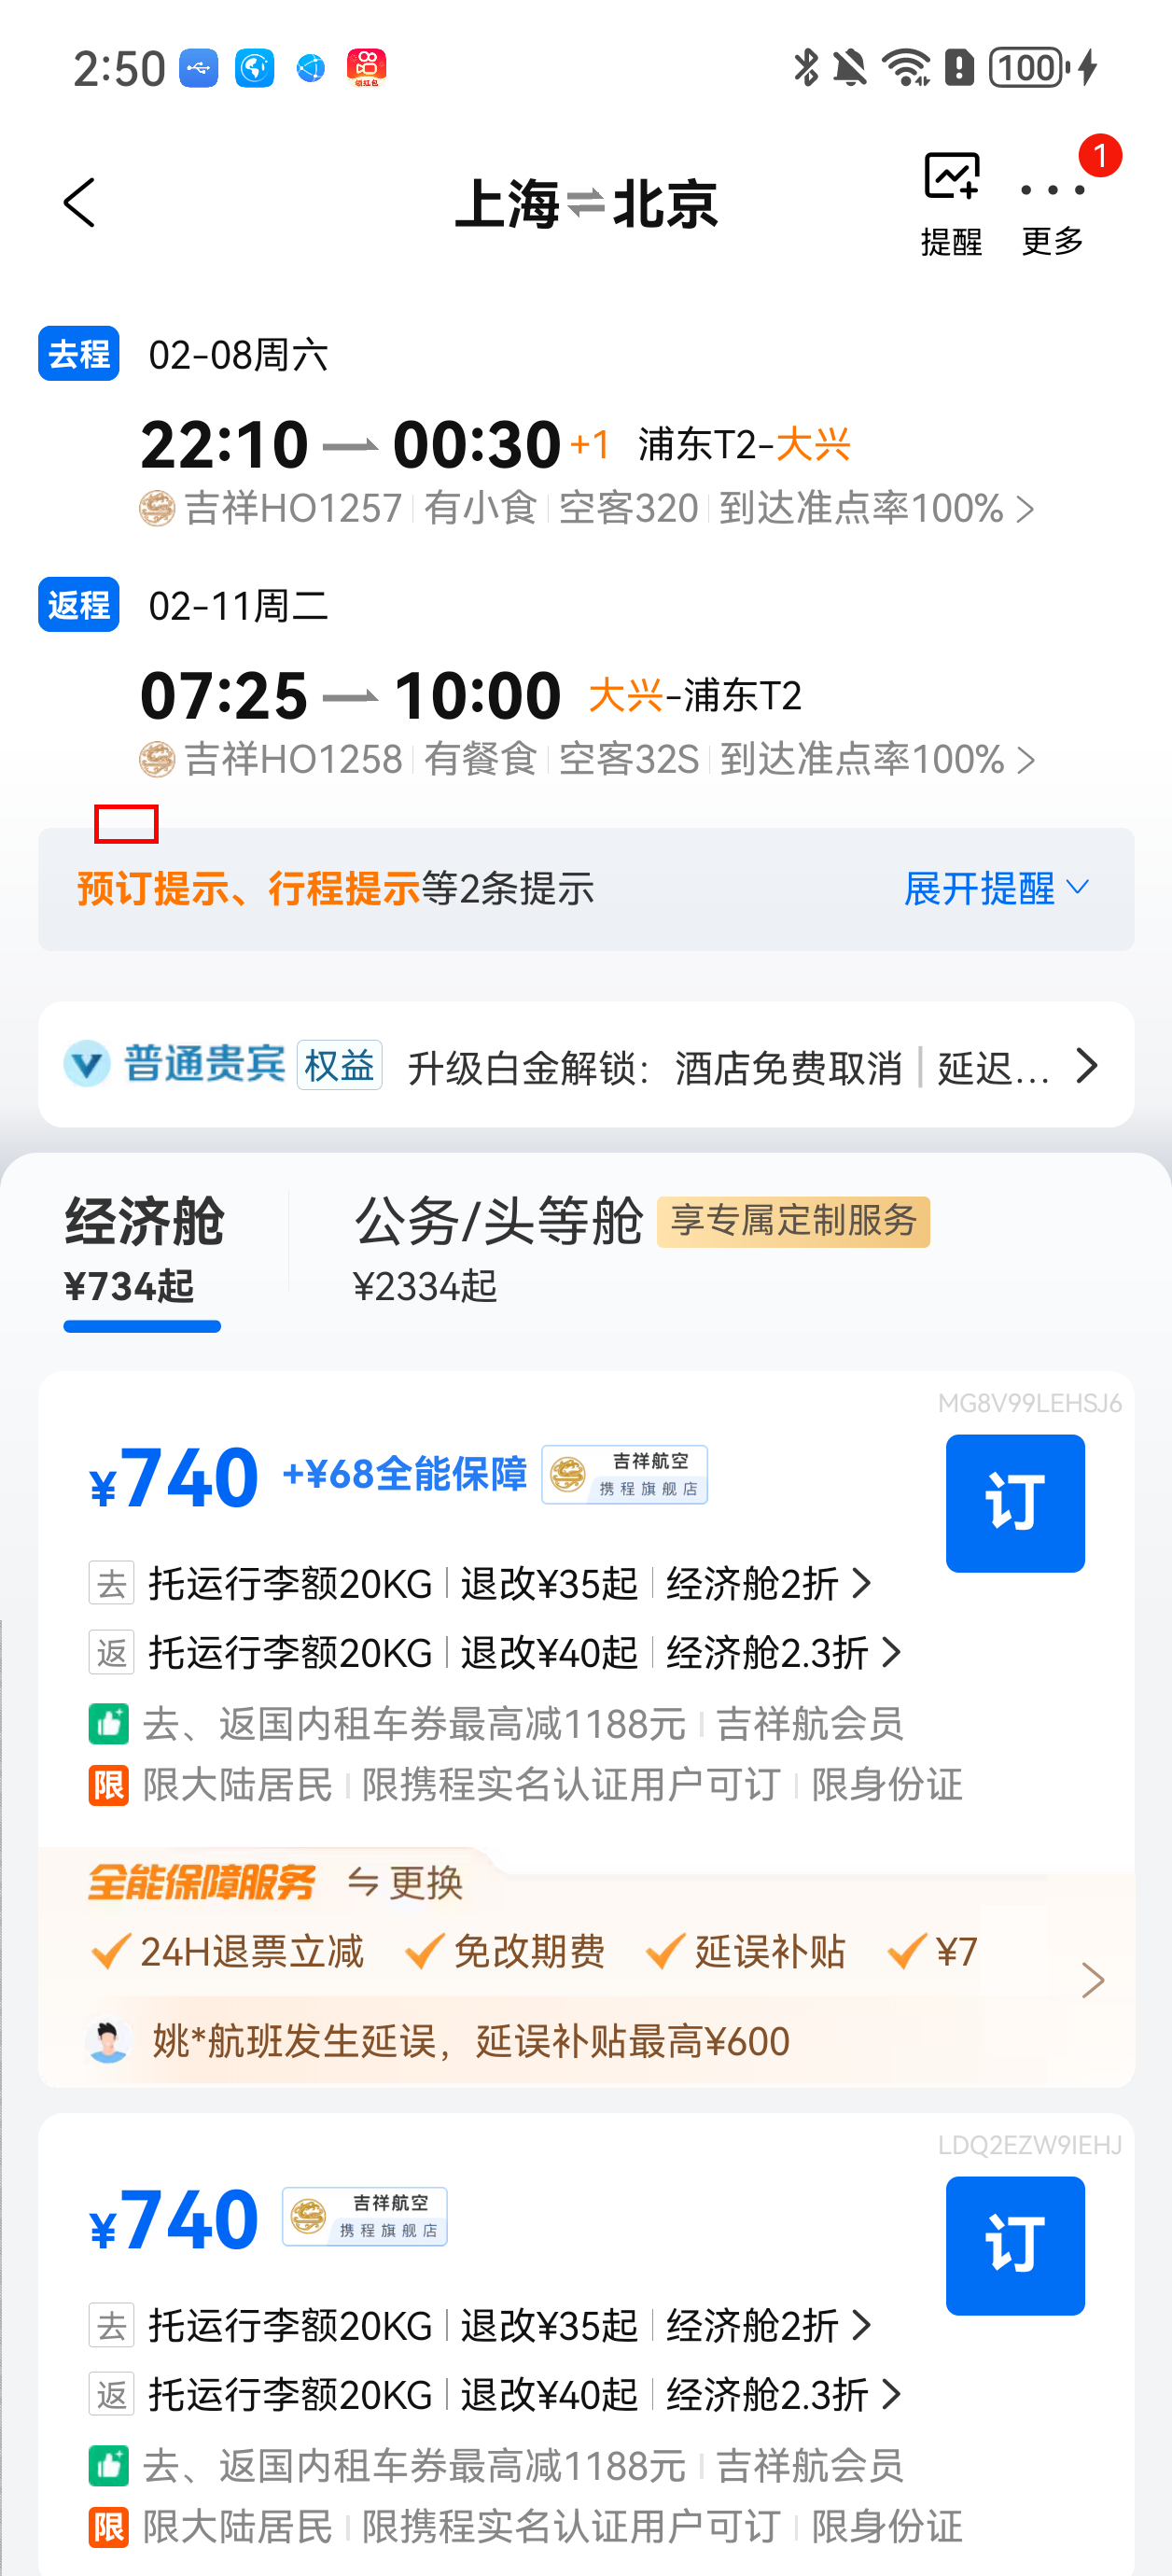 2:50
领红包
100
上海⇌北京
提醒
更多
1
去程 02-08周六
22:10 00:30 +1 浦东T2-大兴
吉祥HO1257 有小食 空客320 到达准点率100%
返程 02-11周二
07:25 10:00 大兴-浦东T2
吉祥HO1258 有餐食 空客32S 到达准点率100%
预订提示、行程提示等2条提示 展开提醒
普通贵宾 权益 升级白金解锁：酒店免费取消 | 延迟...
经济舱 公务/头等舱 享专属定制服务
¥734起 ¥2334起
MG8V99LEHSJ6
¥740 +¥68全能保障 吉祥航空 携程旗舰店 订
去 托运行李额20KG 退改¥35起 经济舱2折
返 托运行李额20KG 退改¥40起 经济舱2.3折
去、返国内租车券最高减1188元 吉祥航会员
限 限大陆居民 限携程实名认证用户可订 限身份证
全能保障服务 更换
24H退票立减 免改期费 延误补贴 ¥7
姚*航班发生延误，延误补贴最高¥600
LDQ2EZW9IEHJ
¥740 吉祥航空 携程旗舰店 订
去 托运行李额20KG 退改¥35起 经济舱2折
返 托运行李额20KG 退改¥40起 经济舱2.3折
去、返国内租车券最高减1188元 吉祥航会员
限 限大陆居民 限携程实名认证用户可订 限身份证